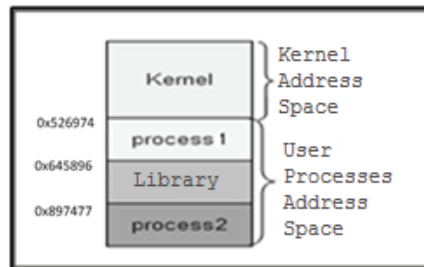 Kernel
Kernel
Address
Space
0x526974
process 1
0x645896
Library
0x897477
process2
User
Processes
Address
Space